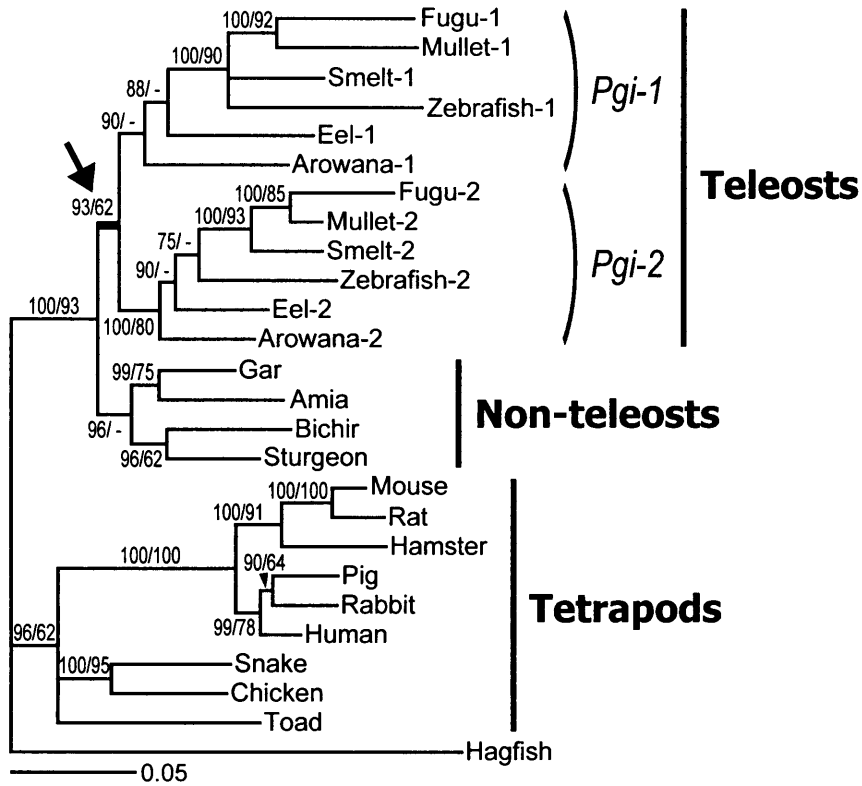 100/92
Fugu-1
Mullet-1
100/90
Smelt-1
88/ -
Zebrafish-1
90/ -
Eel-1
Arowana-1
Pgi-1
Teleosts
93/62
100/85
Fugu-2
Mullet-2
100/93
Smelt-2
75/ -
Zebrafish-2
90/ -
Eel-2
100/80
Arowana-2
Pgi-2
100/93
99/75
Gar
Amia
Non-teleosts
96/ -
Bichir
96/62
Sturgeon
100/100
Mouse
100/91
Rat
Hamster
100/100
90/64
Pig
Rabbit
99/78
Human
Tetrapods
96/62
100/95
Snake
Chicken
Toad
Hagfish
0.05